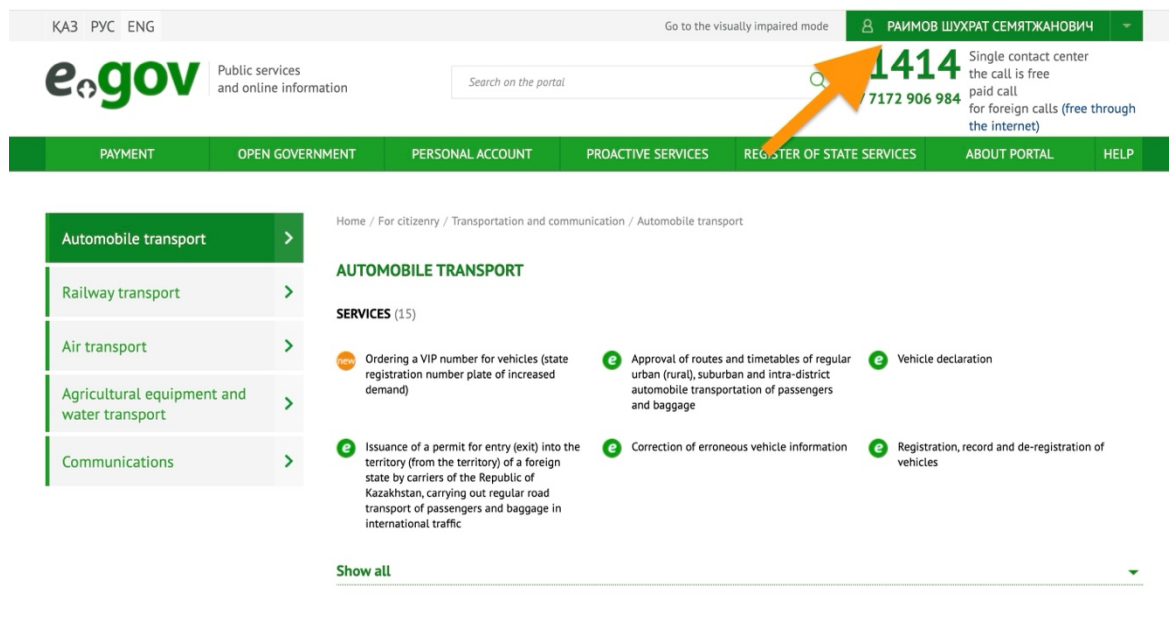 ҚАЗ РУС ENG
Go to the visually impaired mode
РАИМОВ ШУХРАТ СЕМЯТЖАНОВИЧ
e.gov
Public services
and online information
Search on the portal
1414
7172 906 984
Single contact center
the call is free
paid call
for foreign calls (free through
the internet)
PAYMENT OPEN GOVERNMENT PERSONAL ACCOUNT PROACTIVE SERVICES REGISTER OF STATE SERVICES ABOUT PORTAL HELP
Home / For citizenry / Transportation and communication / Automobile transport
Automobile transport
Railway transport
Air transport
Agricultural equipment and
water transport
Communications
AUTOMOBILE TRANSPORT
SERVICES (15)
new
Ordering a VIP number for vehicles (state
registration number plate of increased
demand)
e
Approval of routes and timetables of regular
urban (rural), suburban and intra-district
automobile transportation of passengers
and baggage
e
Vehicle declaration
e
Issuance of a permit for entry (exit) into the
territory (from the territory) of a foreign
state by carriers of the Republic of
Kazakhstan, carrying out regular road
transport of passengers and baggage in
international traffic
e
Correction of erroneous vehicle information
e
Registration, record and de-registration of
vehicles
Show all